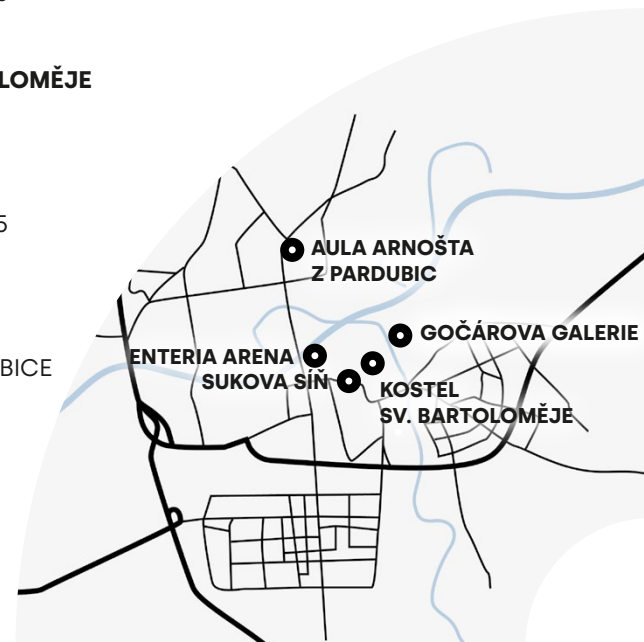 LOMĚJE
5
BICE
AULA ARNOŠTA
Z PARDUBIC
GOČÁROVA GALERIE
ENTERIA ARENA
SUKOVA SÍŇ
KOSTEL
SV. BARTOLOMĚJE